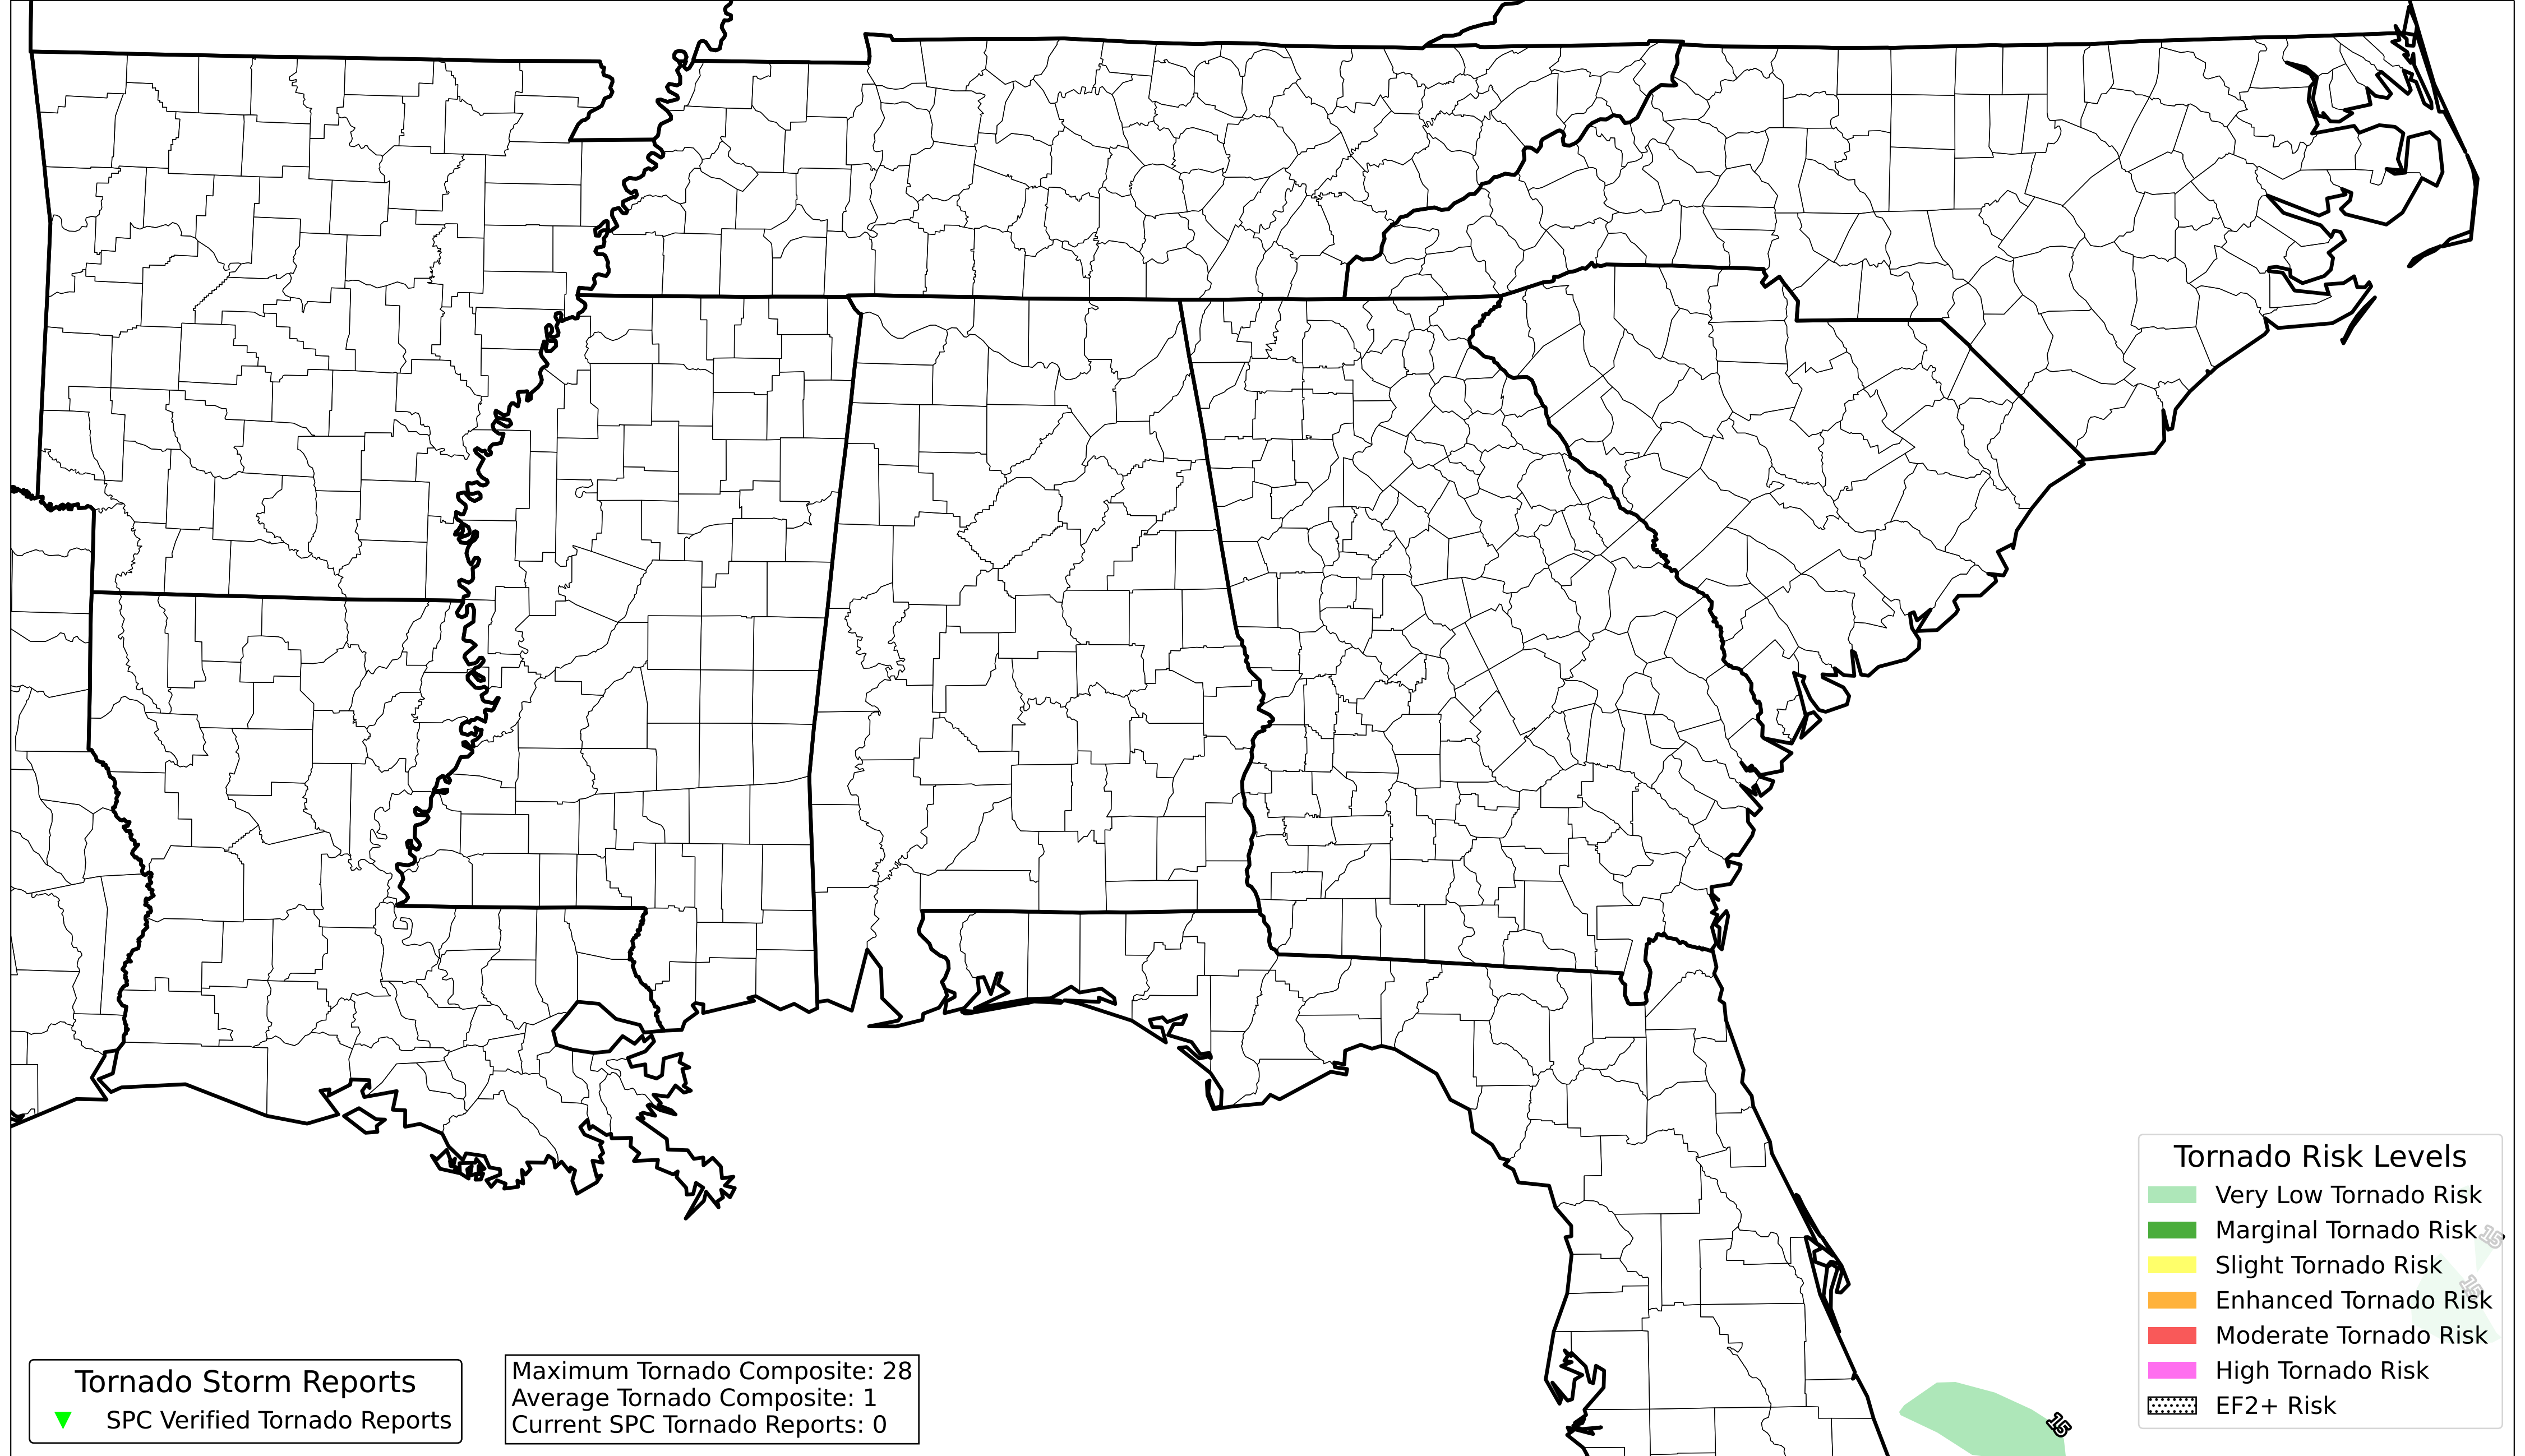 Tornado Risk Levels
Very Low Tornado Risk
Marginal Tornado Risk
15
Slight Tornado Risk
15
Enhanced Tornado Risk
Moderate Tornado Risk
High Tornado Risk
EF2+ Risk
Tornado Storm Reports
SPC Verified Tornado Reports
Maximum Tornado Composite: 28
Average Tornado Composite: 1
Current SPC Tornado Reports: 0
15